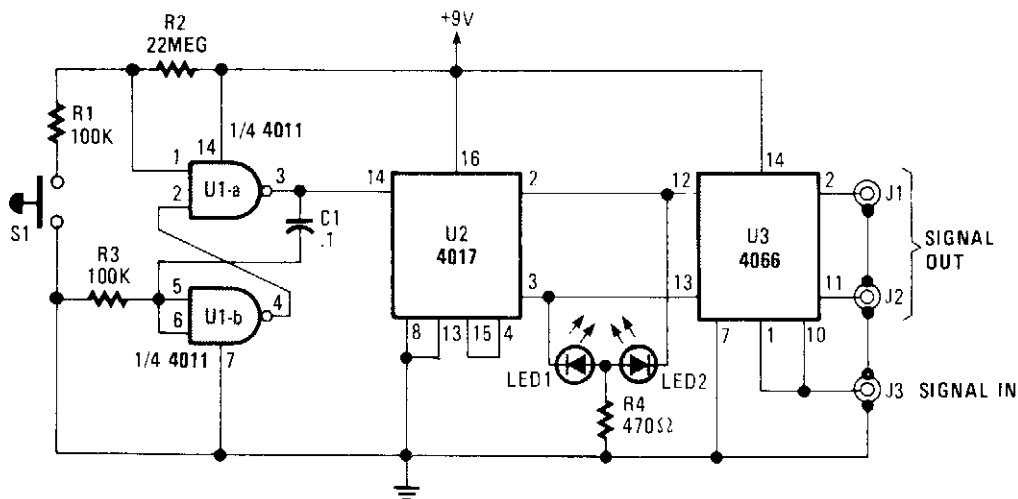 +9V
R2
22MEG
R1
100K
1/4 4011
14
1
2
U1-a
3
S1
C1
.1
R3
100K
5
6
U1-b
4
1/4 4011
7
14
16
2
U2
4017
3
8
13
15
4
12
14
2
U3
4066
13
11
7
1
10
J1
J2
SIGNAL
OUT
J3 SIGNAL IN
LED1
LED2
R4
470Ω